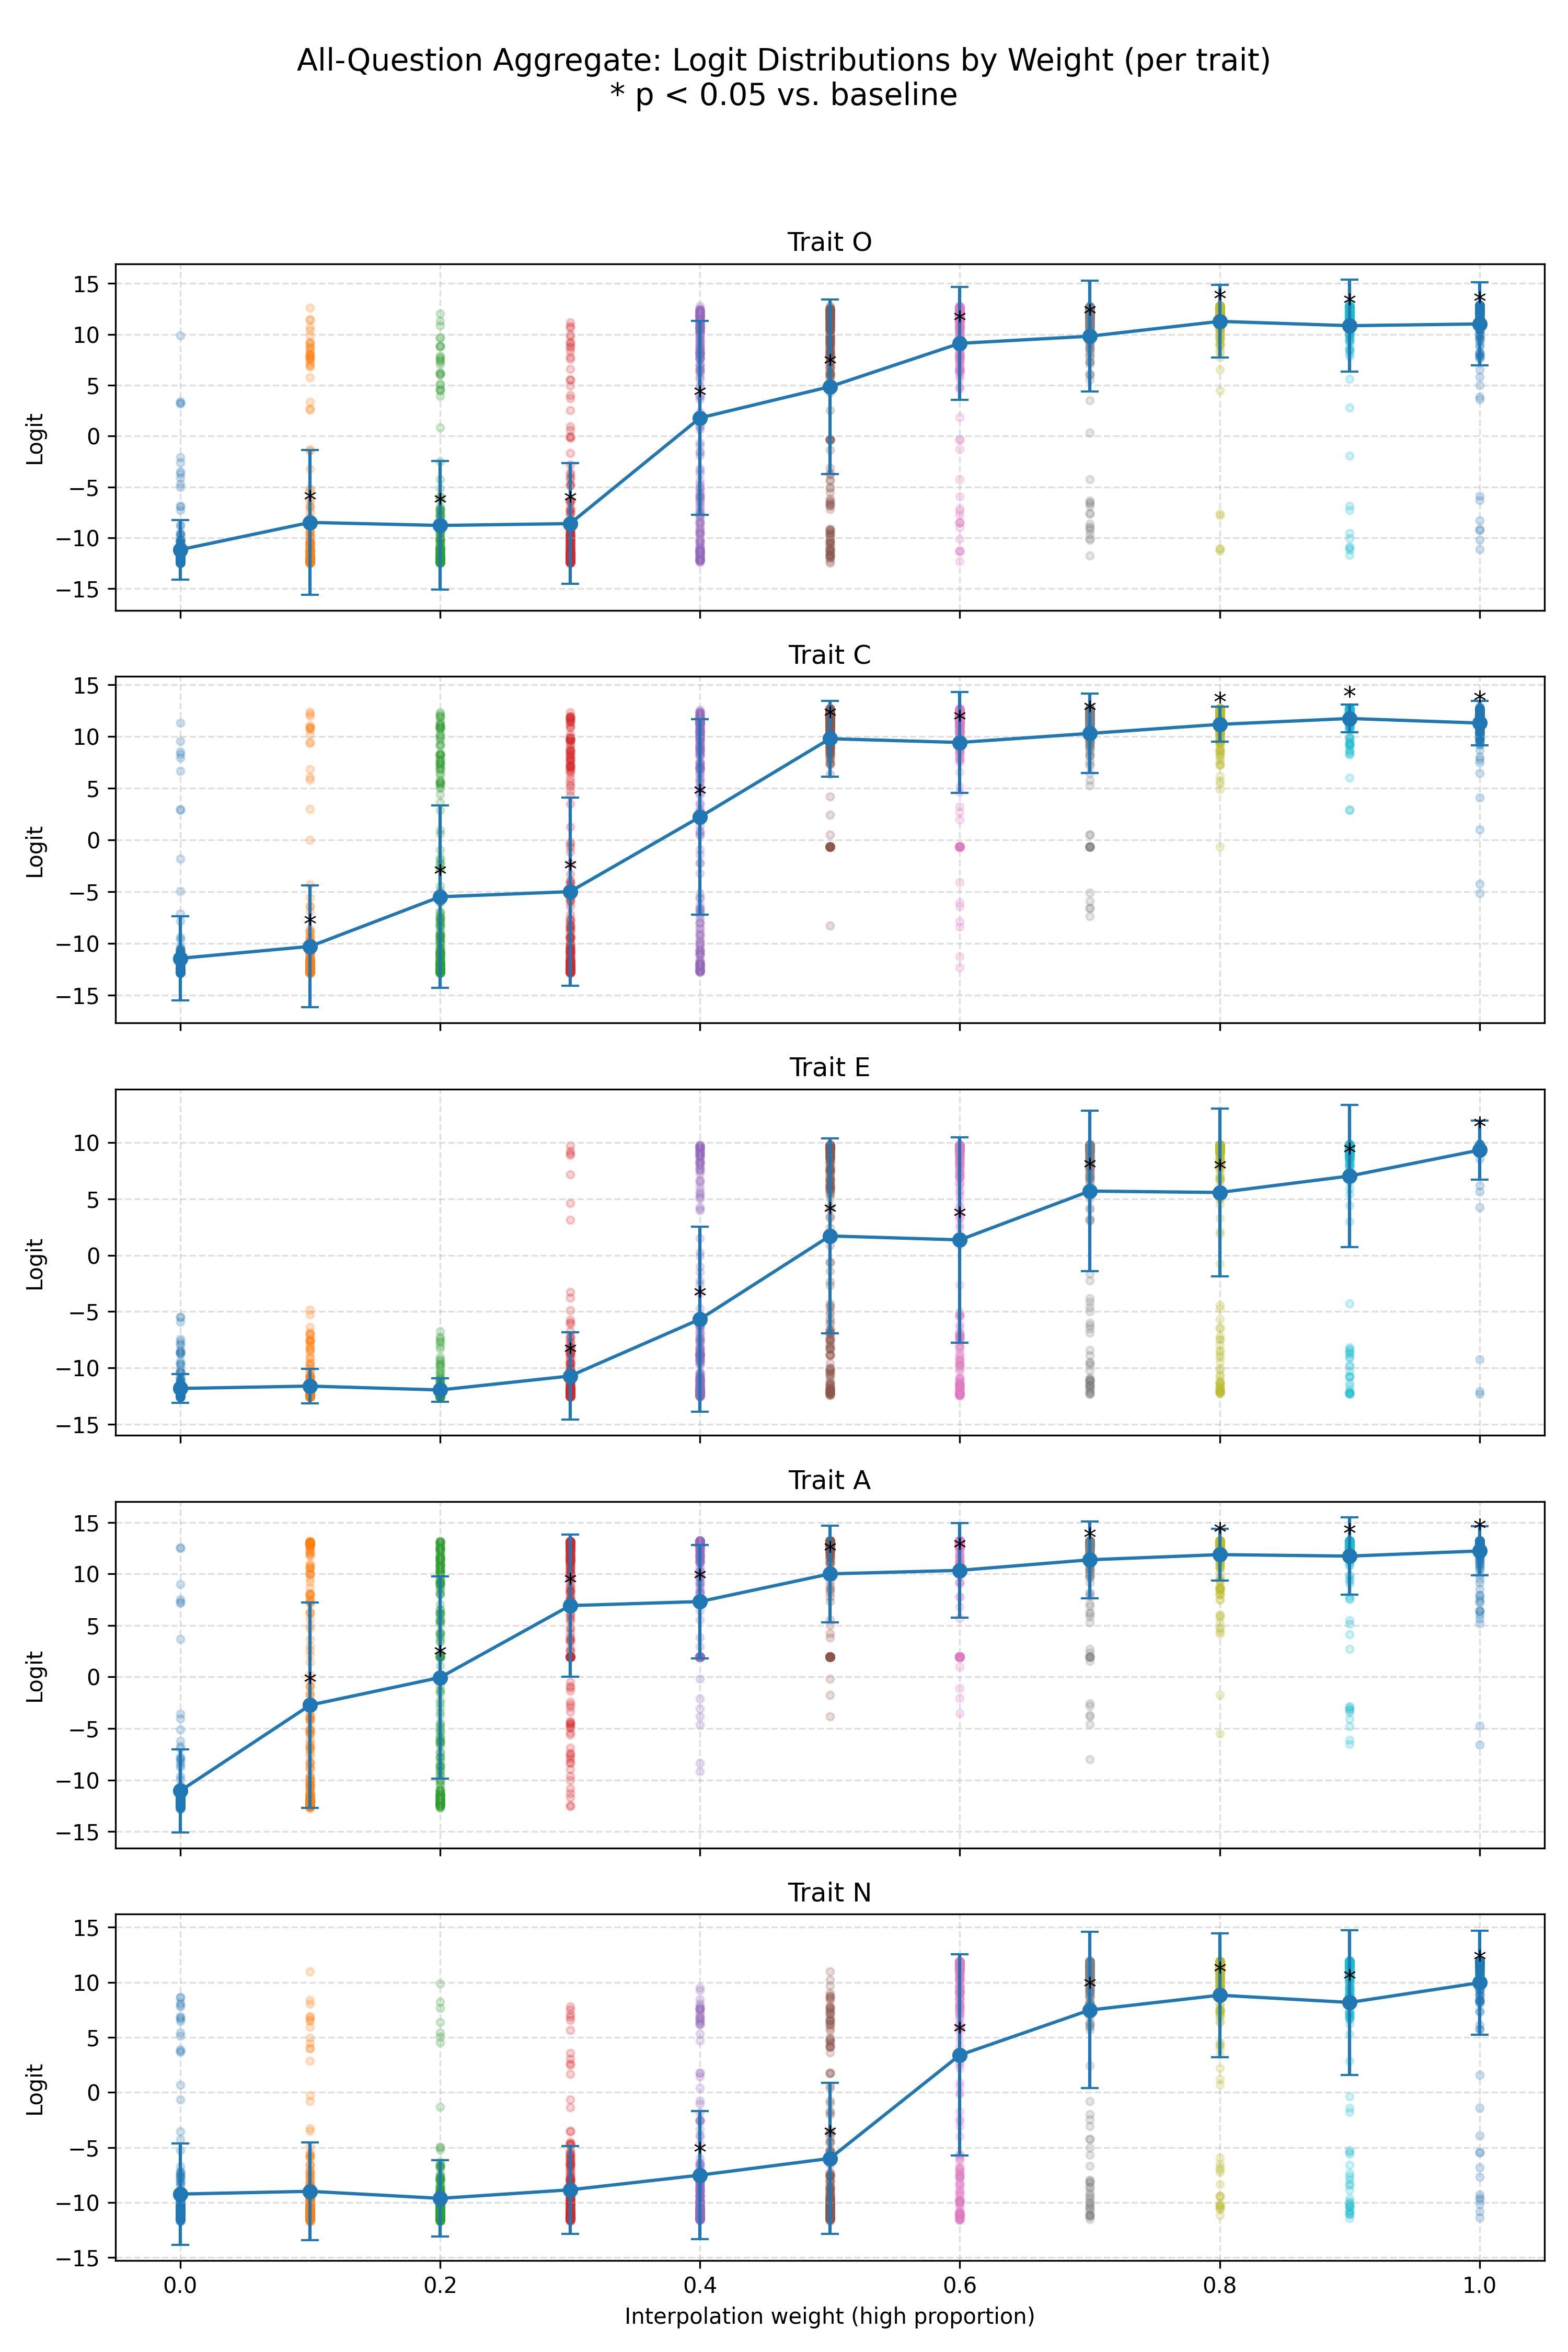 All-Question Aggregate: Logit Distributions by Weight (per trait)
* p < 0.05 vs. baseline
Trait O
15
10
5
0
−5
−10
−15
Logit
Trait C
15
10
5
0
−5
−10
−15
Logit
Trait E
10
5
0
−5
−10
−15
Logit
Trait A
15
10
5
0
−5
−10
−15
Logit
Trait N
15
10
5
0
−5
−10
−15
Logit
0.0 0.2 0.4 0.6 0.8 1.0
Interpolation weight (high proportion)